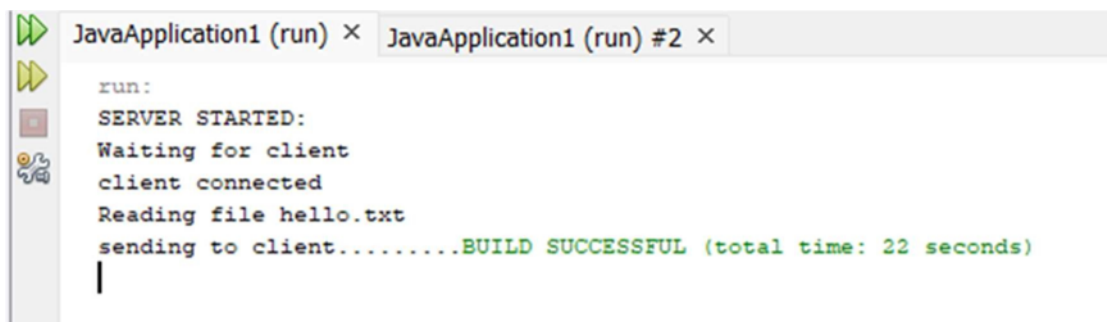 JavaApplication1 (run) × JavaApplication1 (run) #2 ×
run:
SERVER STARTED:
Waiting for client
client connected
Reading file hello.txt
sending to client.........BUILD SUCCESSFUL (total time: 22 seconds)